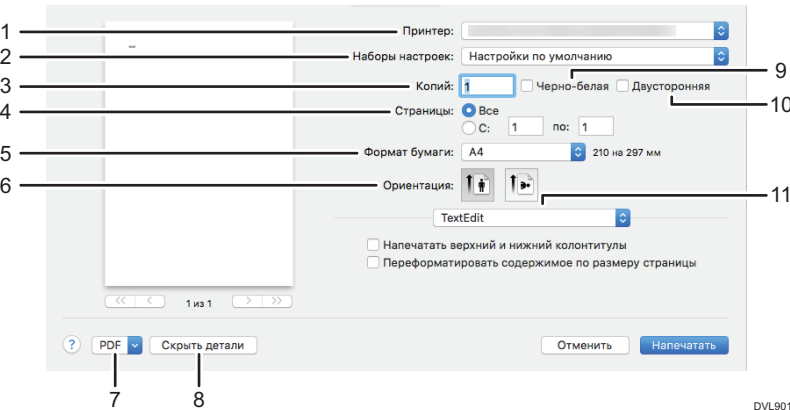 1 Принтер:
2 Наборы настроек: Настройки по умолчанию
3 Копий: 1 Черно-белая Двусторонняя 9
4 Страницы: Все 10
С: 1 по: 1
5 Формат бумаги: A4 210 на 297 мм
6 Ориентация:
11
TextEdit
Напечатать верхний и нижний колонтитулы
Переформатировать содержимое по размеру страницы
<< < 1 из 1 > >>
? PDF Скрыть детали Отменить Напечатать
7 8
DVL901